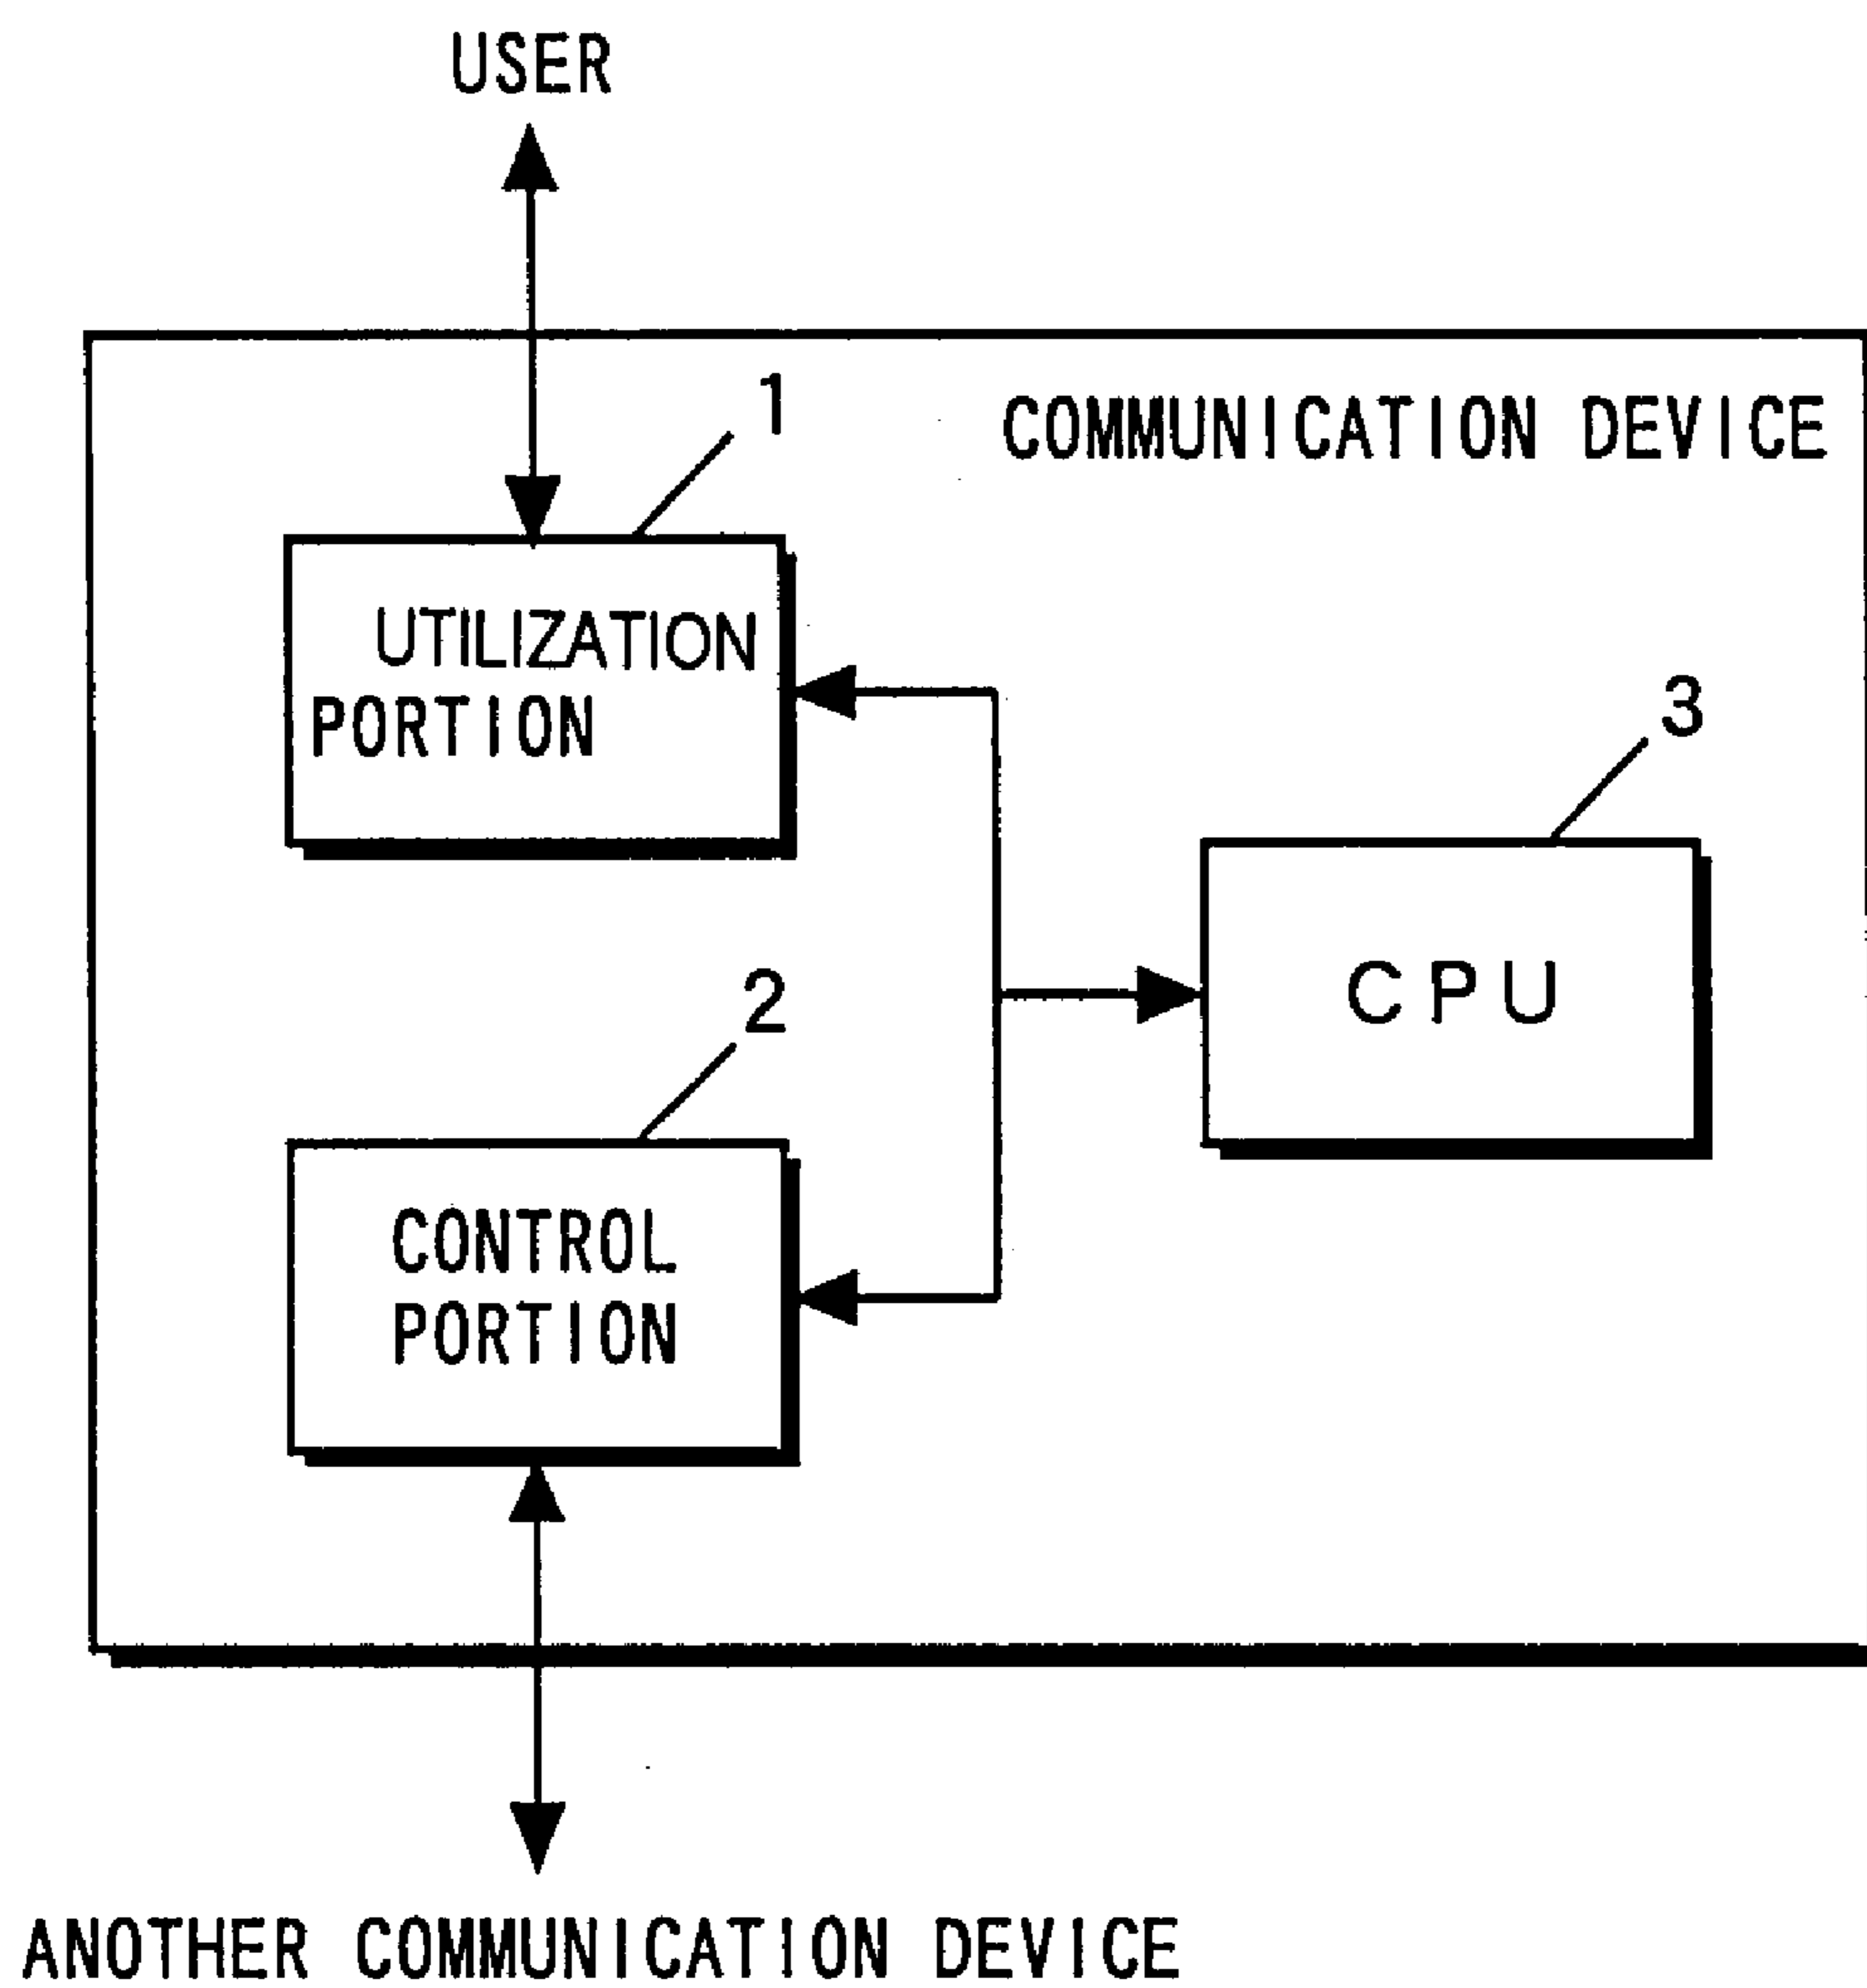 USER
1
COMMUNICATION DEVICE
UTILIZATION
PORTION
3
CPU
2
CONTROL
PORTION
ANOTHER COMMUNICATION DEVICE